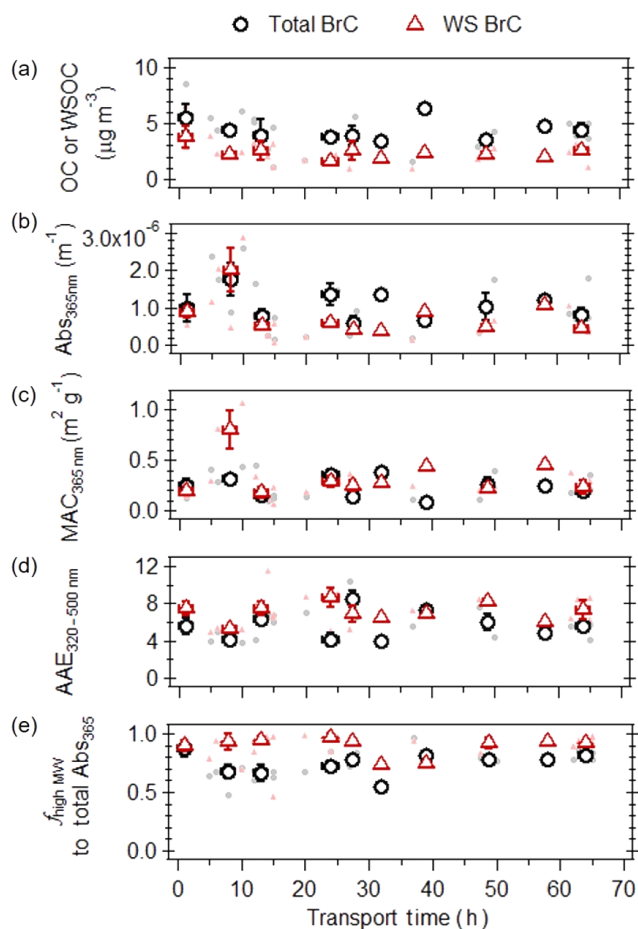 Total BrC WS BrC
(a)
OC or WSOC
(μg m⁻³)
10
5
0
(b)
Abs₃₆₅ₙₘ (m⁻¹)
3.0x10⁻⁶
2.0
1.0
0.0
(c)
MAC₃₆₅ ₙₘ (m² g⁻¹)
1.0
0.5
0.0
(d)
AAE₃₂₀₋₅₀₀ ₙₘ
12
8
4
0
(e)
f high MW
to total Abs₃₆₅
1.0
0.5
0.0
0 10 20 30 40 50 60 70
Transport time (h)